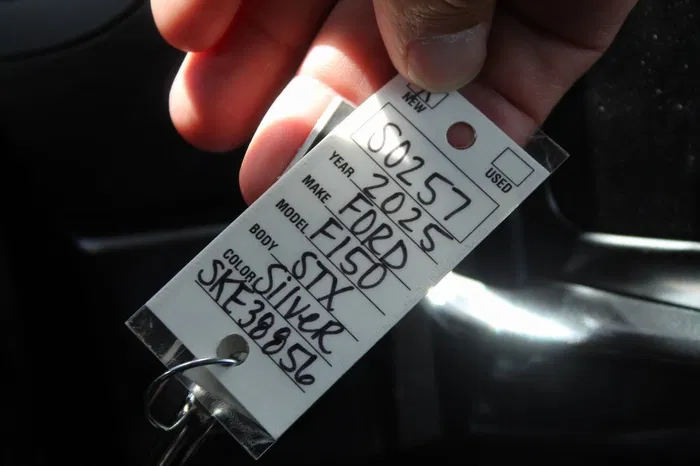 NEW
USED
S0257
YEAR 2025
MAKE FORD
MODEL F150
BODY STX
COLOR Silver
SKE38856